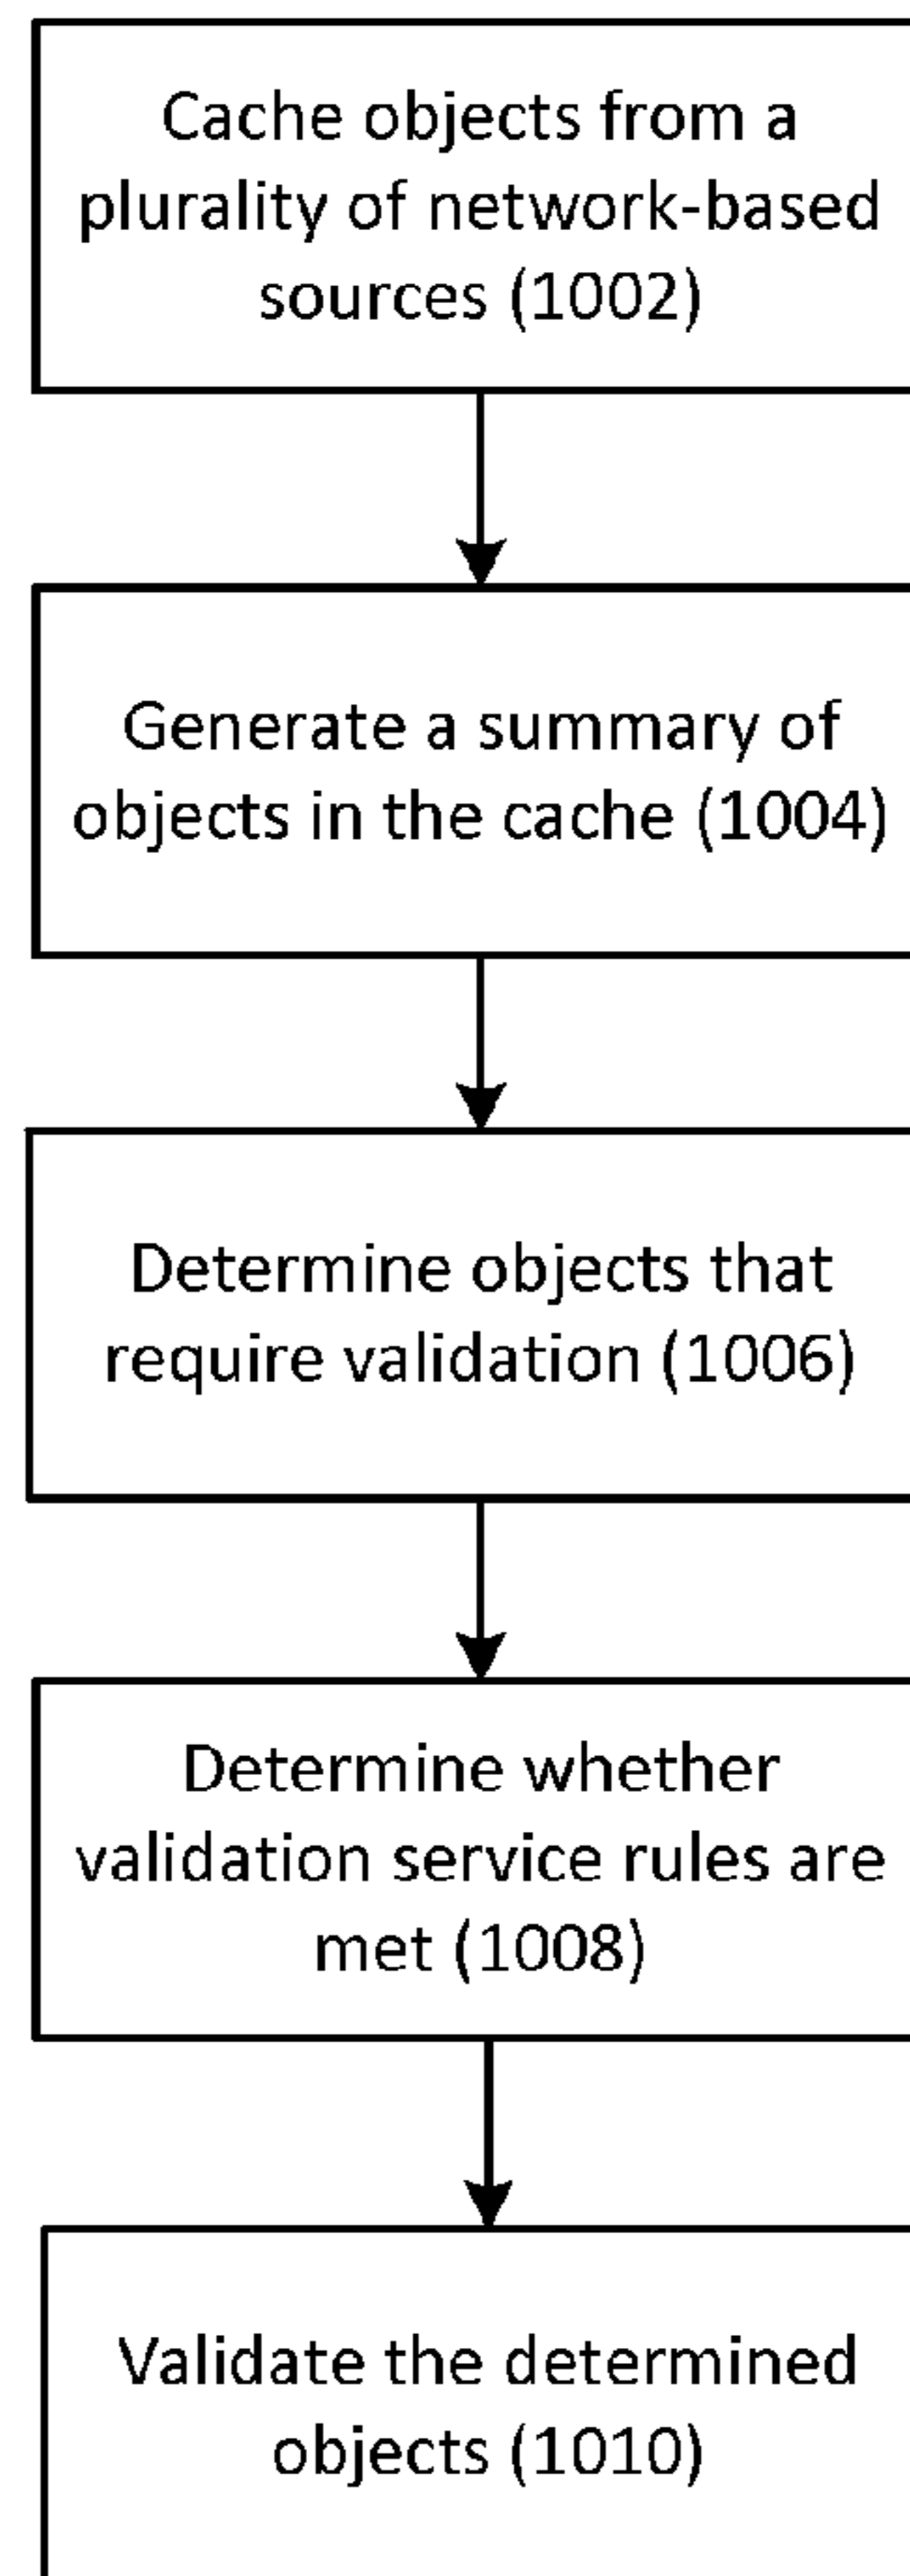 Cache objects from a
plurality of network-based
sources (1002)
Generate a summary of
objects in the cache (1004)
Determine objects that
require validation (1006)
Determine whether
validation service rules are
met (1008)
Validate the determined
objects (1010)